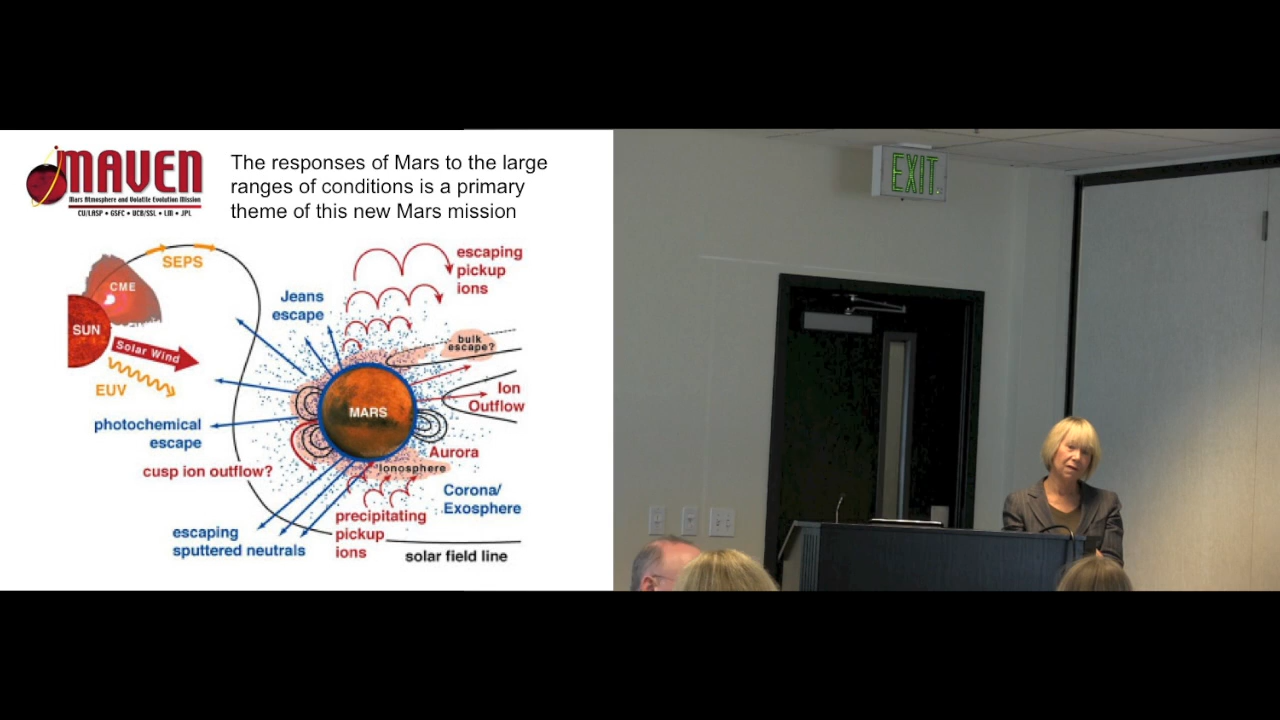 MAVEN
Mars Atmosphere and Volatile Evolution Mission
CU/LASP • GSFC • UCB/SSL • LM • JPL
The responses of Mars to the large
ranges of conditions is a primary
theme of this new Mars mission
SEPS
CME
SUN
Solar Wind
EUV
Jeans
escape
escaping
pickup
ions
bulk
escape?
Ion
Outflow
MARS
photochemical
escape
cusp ion outflow?
Aurora
Ionosphere
Corona/
Exosphere
escaping
sputtered neutrals
precipitating
pickup
ions
solar field line
EXIT